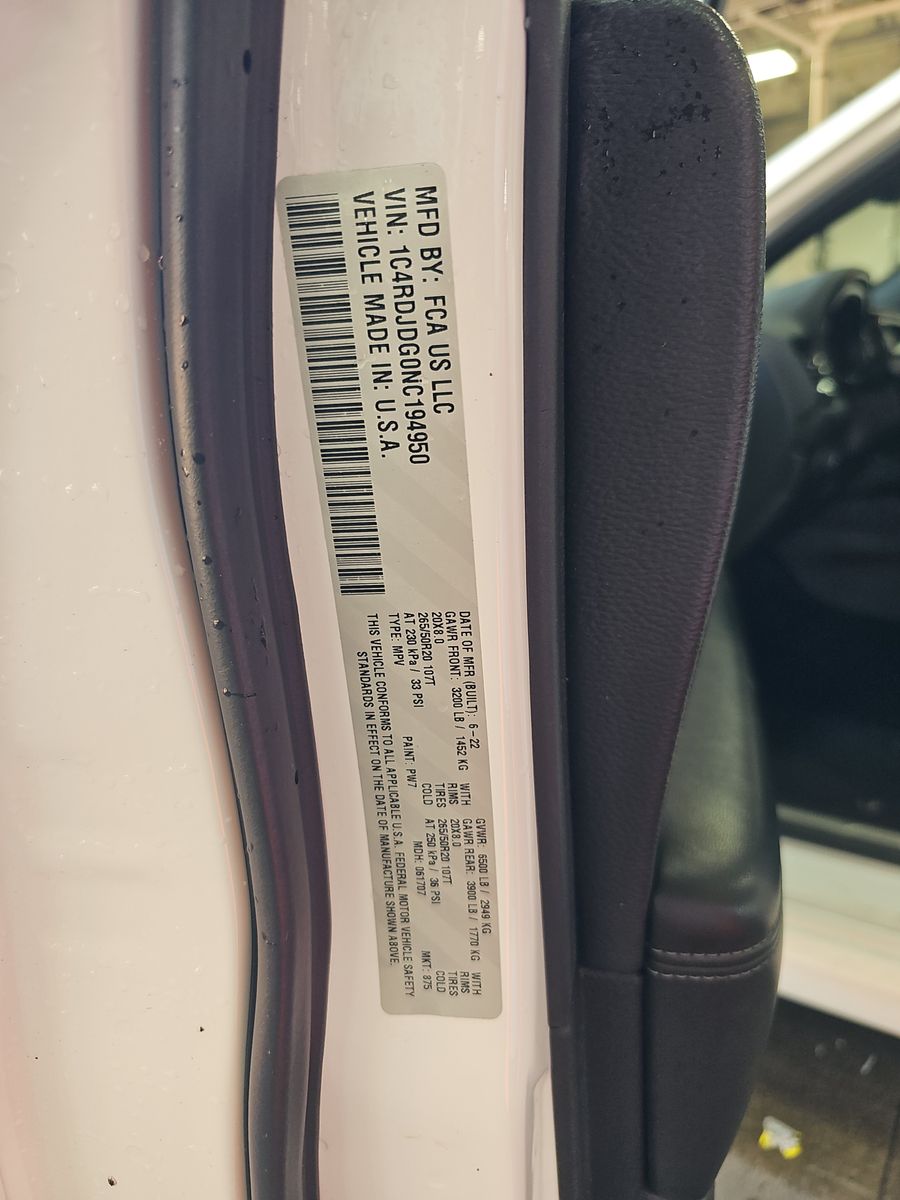 MFD BY: FCA US LLC
VIN: 1C4RDJDG0NC194950
VEHICLE MADE IN: U.S.A.
DATE OF MFR (BUILT): 6-22 GVWR: 6500 LB / 2949 KG
GAWR FRONT: 3200 LB / 1452 KG WITH GAWR REAR: 3900 LB / 1770 KG WITH
20X8.0 RIMS 20X8.0 RIMS
265/50R20 107T TIRES 265/50R20 107T TIRES
AT 230 kPa / 33 PSI COLD AT 250 kPa / 36 PSI COLD
TYPE: MPV PAINT: PW7 MDH: 061707 MKT: 875
THIS VEHICLE CONFORMS TO ALL APPLICABLE U.S.A. FEDERAL MOTOR VEHICLE SAFETY
STANDARDS IN EFFECT ON THE DATE OF MANUFACTURE SHOWN ABOVE.